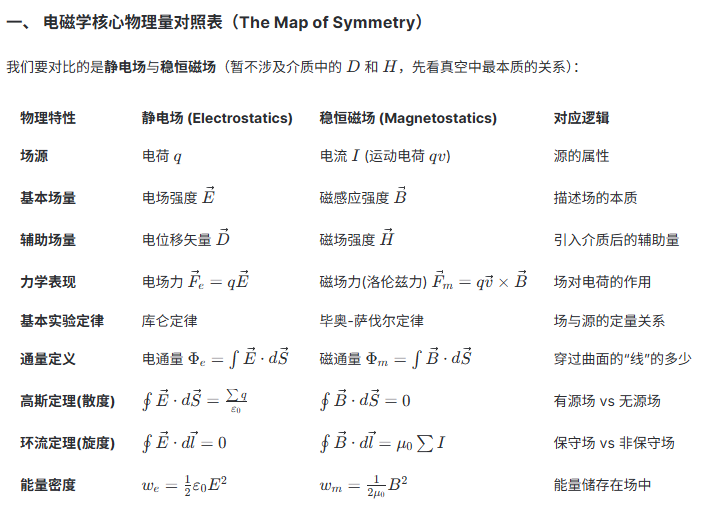 一、 电磁学核心物理量对照表（The Map of Symmetry）
我们要对比的是静电场与稳恒磁场（暂不涉及介质中的 $D$ 和 $H$，先看真空中最本质的关系）：
物理特性 静电场 (Electrostatics) 稳恒磁场 (Magnetostatics) 对应逻辑
场源 电荷 $q$ 电流 $I$ (运动电荷 $qv$) 源的属性
基本场量 电场强度 $\vec{E}$ 磁感应强度 $\vec{B}$ 描述场的本质
辅助场量 电位移矢量 $\vec{D}$ 磁场强度 $\vec{H}$ 引入介质后的辅助量
力学表现 电场力 $\vec{F}_e = q\vec{E}$ 磁场力(洛伦兹力) $\vec{F}_m = q\vec{v} \times \vec{B}$ 场对电荷的作用
基本实验定律 库仑定律 毕奥-萨伐尔定律 场与源的定量关系
通量定义 电通量 $\Phi_e = \int \vec{E} \cdot d\vec{S}$ 磁通量 $\Phi_m = \int \vec{B} \cdot d\vec{S}$ 穿过曲面的“线”的多少
高斯定理(散度) $\oint \vec{E} \cdot d\vec{S} = \frac{\sum q}{\varepsilon_0}$ $\oint \vec{B} \cdot d\vec{S} = 0$ 有源场 vs 无源场
环流定理(旋度) $\oint \vec{E} \cdot d\vec{l} = 0$ $\oint \vec{B} \cdot d\vec{l} = \mu_0 \sum I$ 保守场 vs 非保守场
能量密度 $w_e = \frac{1}{2}\varepsilon_0 E^2$ $w_m = \frac{1}{2\mu_0} B^2$ 能量储存在场中